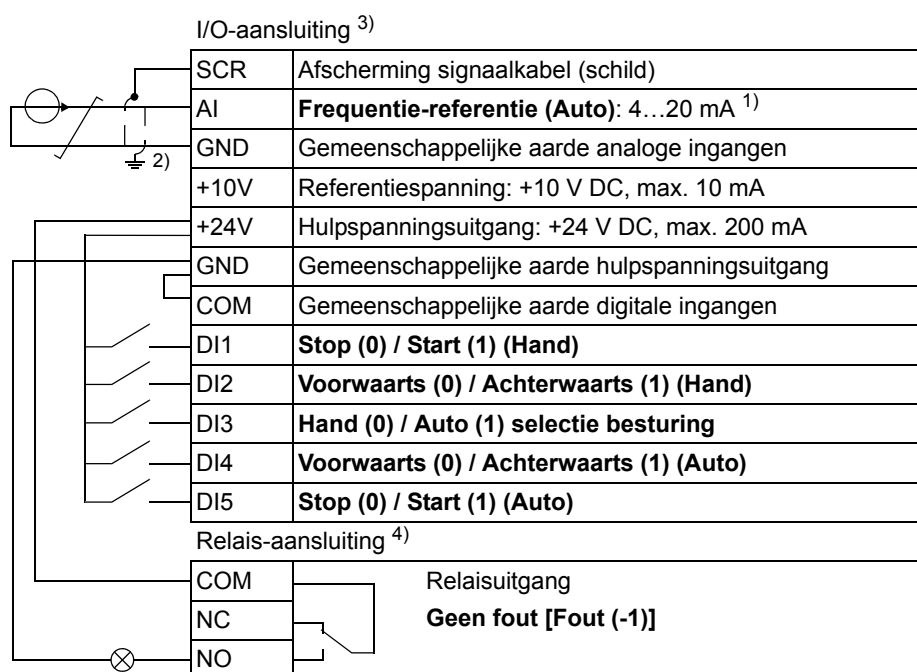 I/O-aansluiting 3)
SCR Afscherming signaalkabel (schild)
AI Frequentie-referentie (Auto): 4…20 mA 1)
GND Gemeenschappelijke aarde analoge ingangen
2)
+10V Referentiespanning: +10 V DC, max. 10 mA
+24V Hulpspanningsuitgang: +24 V DC, max. 200 mA
GND Gemeenschappelijke aarde hulpspanningsuitgang
COM Gemeenschappelijke aarde digitale ingangen
DI1 Stop (0) / Start (1) (Hand)
DI2 Voorwaarts (0) / Achterwaarts (1) (Hand)
DI3 Hand (0) / Auto (1) selectie besturing
DI4 Voorwaarts (0) / Achterwaarts (1) (Auto)
DI5 Stop (0) / Start (1) (Auto)
Relais-aansluiting 4)
COM Relaisuitgang
NC Geen fout [Fout (-1)]
NO